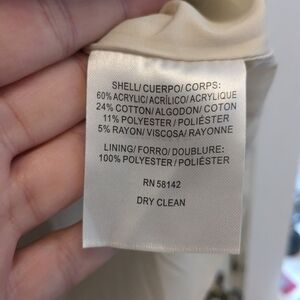 SHELL/ CUERPO/ CORPS:
60% ACRYLIC/ ACRÍLICO/ ACRYLIQUE
24% COTTON/ ALGODON/ COTON
11% POLYESTER / POLIÉSTER
5% RAYON/ VISCOSA/ RAYONNE
LINING/ FORRO/ DOUBLURE:
100% POLYESTER / POLIÉSTER
RN 58142
DRY CLEAN